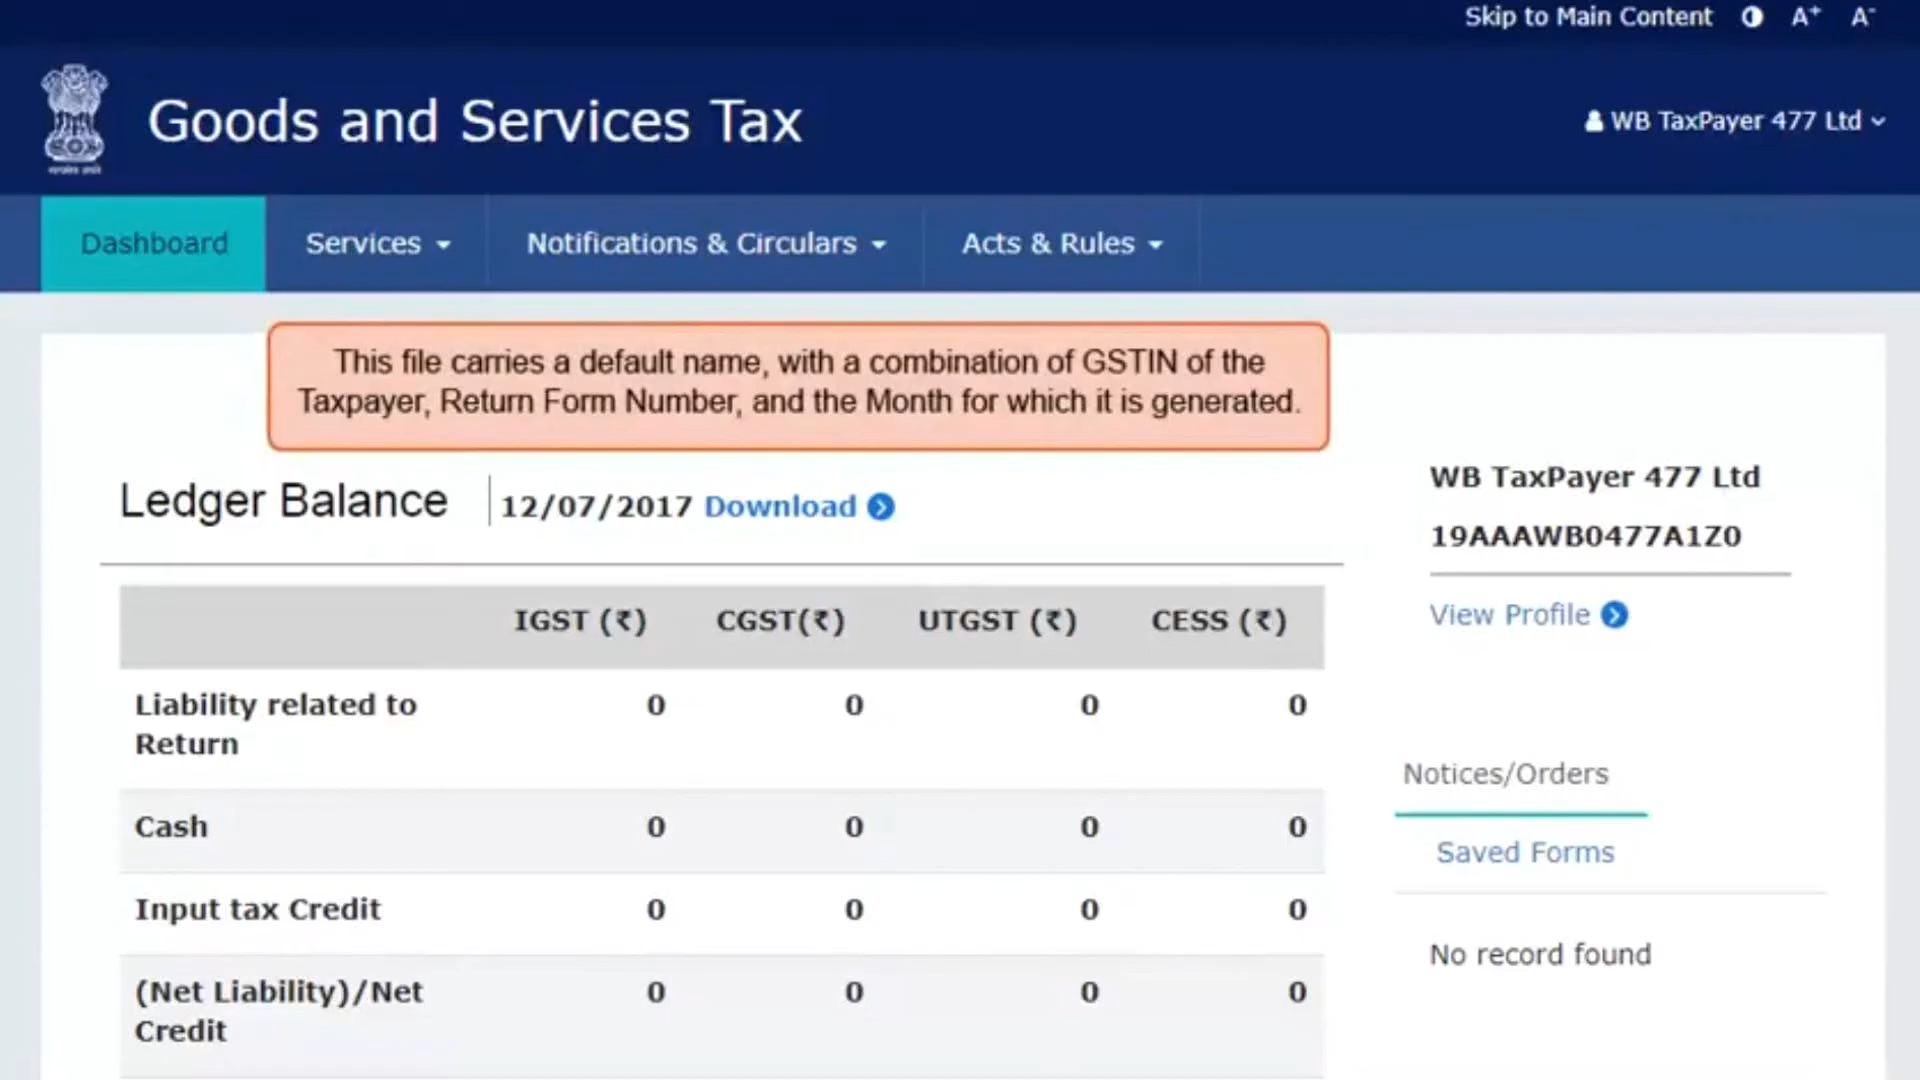 Skip to Main Content A+ A-
Goods and Services Tax
WB TaxPayer 477 Ltd
Dashboard Services Notifications & Circulars Acts & Rules
This file carries a default name, with a combination of GSTIN of the
Taxpayer, Return Form Number, and the Month for which it is generated.
Ledger Balance 12/07/2017 Download
IGST (₹) CGST(₹) UTGST (₹) CESS (₹)
Liability related to 0 0 0 0
Return
Cash 0 0 0 0
Input tax Credit 0 0 0 0
(Net Liability)/Net 0 0 0 0
Credit
WB TaxPayer 477 Ltd
19AAAWB0477A1Z0
View Profile
Notices/Orders
Saved Forms
No record found